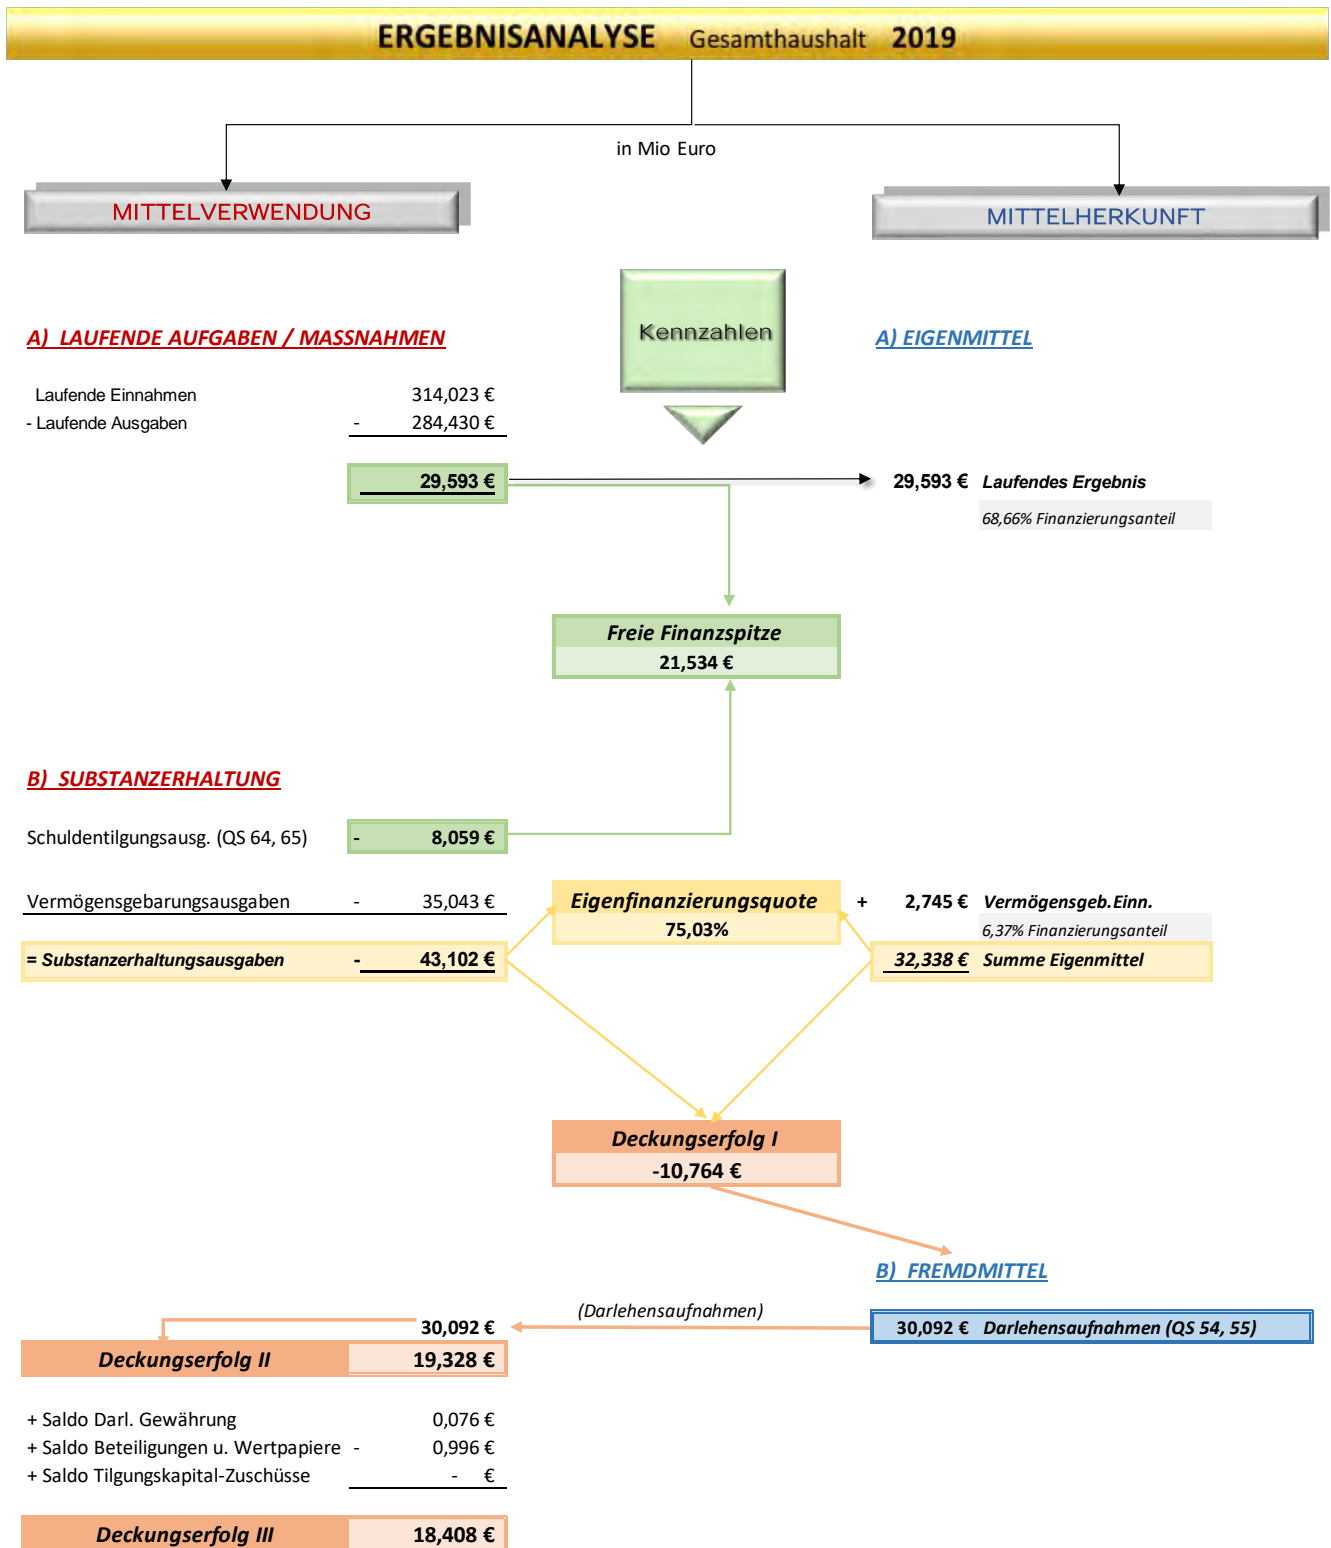 ERGEBNISANALYSE Gesamthaushalt 2019
in Mio Euro
MITTELVERWENDUNG
MITTELHERKUNFT
Kennzahlen
A) LAUFENDE AUFGABEN / MASSNAHMEN
A) EIGENMITTEL
Laufende Einnahmen 314,023 €
- Laufende Ausgaben - 284,430 €
29,593 €
29,593 € Laufendes Ergebnis
68,66% Finanzierungsanteil
Freie Finanzspitze
21,534 €
B) SUBSTANZERHALTUNG
Schuldentilgungsausg. (QS 64, 65) - 8,059 €
Vermögensgebarungsausgaben - 35,043 €
Eigenfinanzierungsquote
75,03%
+ 2,745 € Vermögensgeb.Einn.
6,37% Finanzierungsanteil
= Substanzerhaltungsausgaben - 43,102 €
32,338 € Summe Eigenmittel
Deckungserfolg I
-10,764 €
B) FREMDMITTEL
(Darlehensaufnahmen)
30,092 €
30,092 € Darlehensaufnahmen (QS 54, 55)
Deckungserfolg II 19,328 €
+ Saldo Darl. Gewährung 0,076 €
+ Saldo Beteiligungen u. Wertpapiere - 0,996 €
+ Saldo Tilgungskapital-Zuschüsse - €
Deckungserfolg III 18,408 €